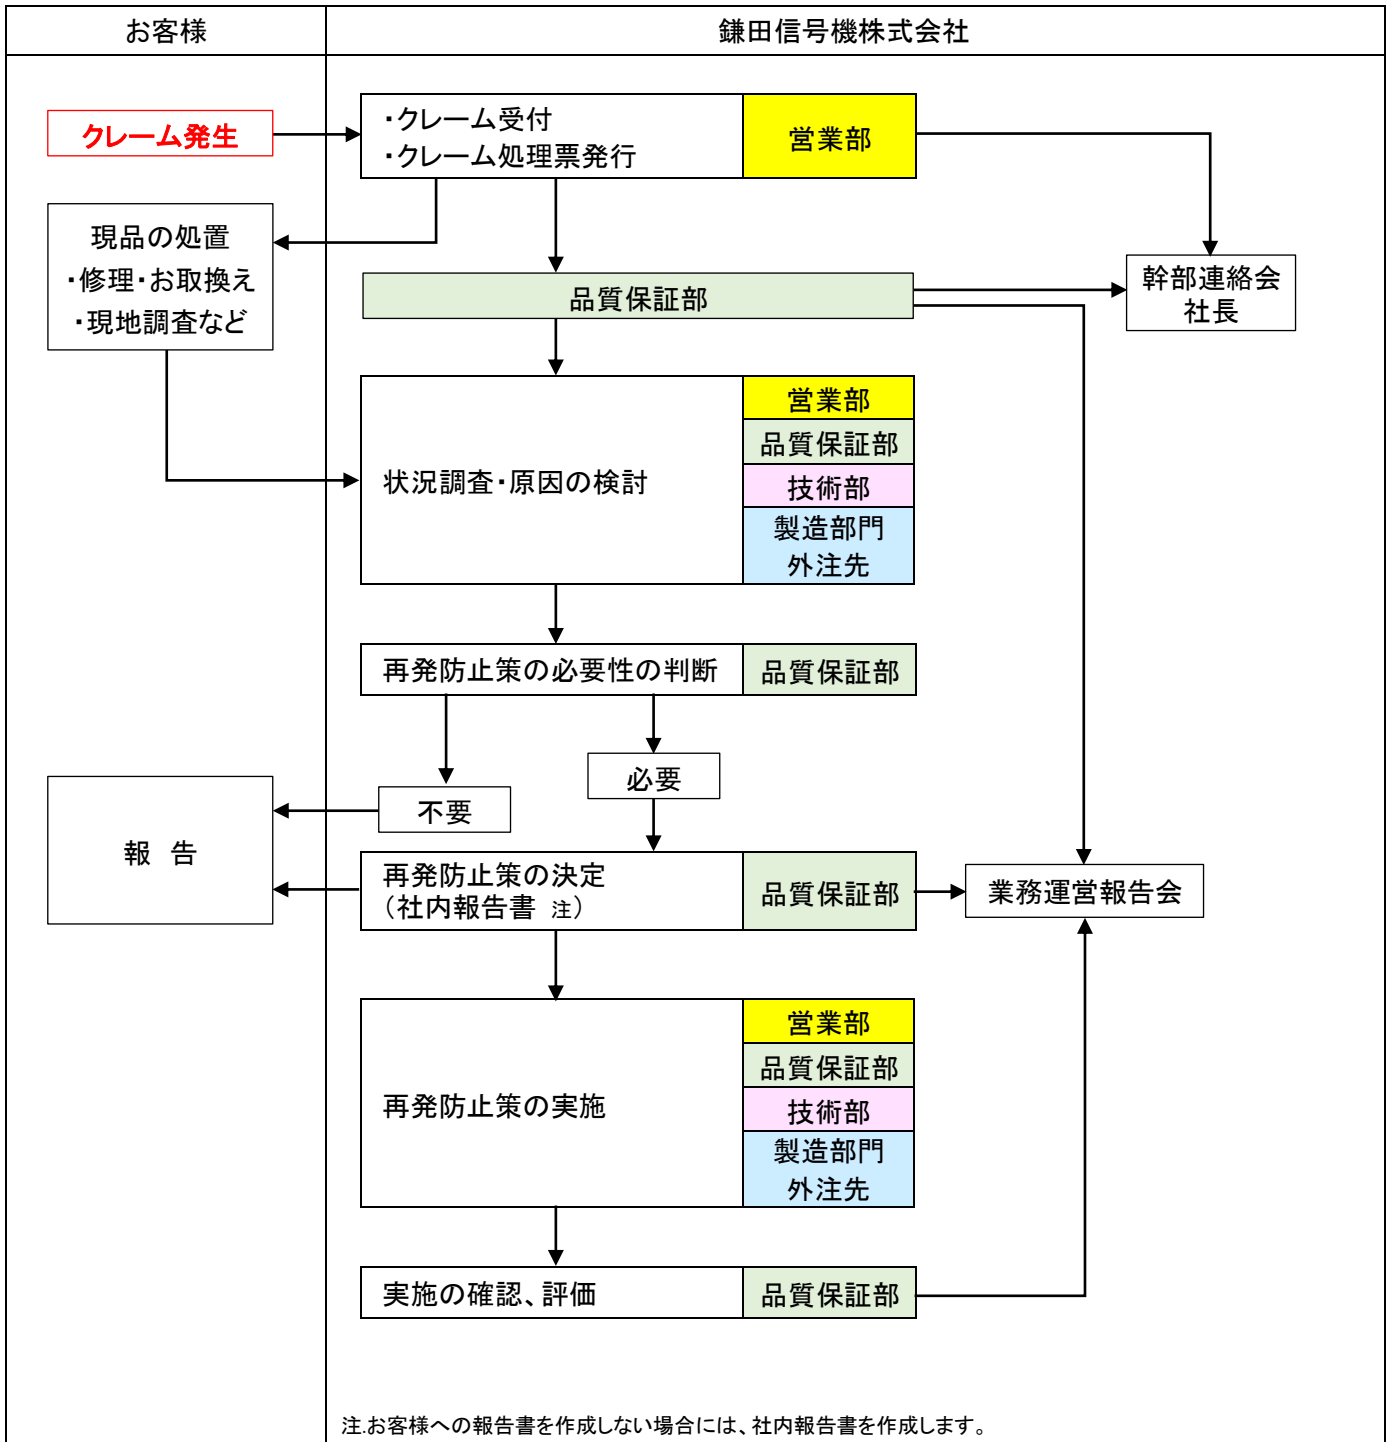 お客様
鎌田信号機株式会社
クレーム発生
・クレーム受付
・クレーム処理票発行
営業部
現品の処置
・修理・お取換え
・現地調査など
品質保証部
幹部連絡会
社長
状況調査・原因の検討
営業部
品質保証部
技術部
製造部門
外注先
再発防止策の必要性の判断
品質保証部
必要
不要
報 告
再発防止策の決定
（社内報告書 注）
品質保証部
業務運営報告会
再発防止策の実施
営業部
品質保証部
技術部
製造部門
外注先
実施の確認、評価
品質保証部
注.お客様への報告書を作成しない場合には、社内報告書を作成します。